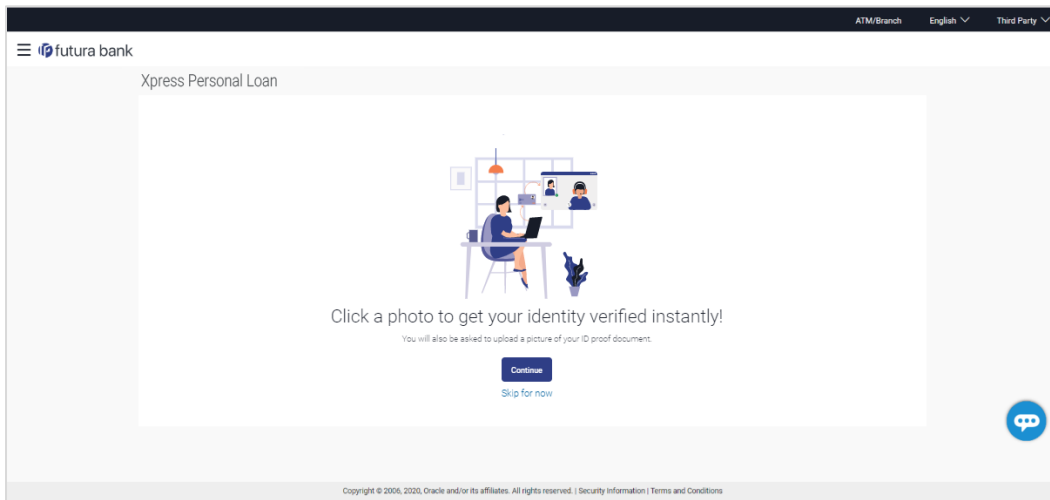 ATM/Branch English Third Party
futura bank
Xpress Personal Loan
Click a photo to get your identity verified instantly!
You will also be asked to upload a picture of your ID proof document.
Continue
Skip for now
Copyright © 2006, 2020, Oracle and/or its affiliates. All rights reserved. | Security Information | Terms and Conditions